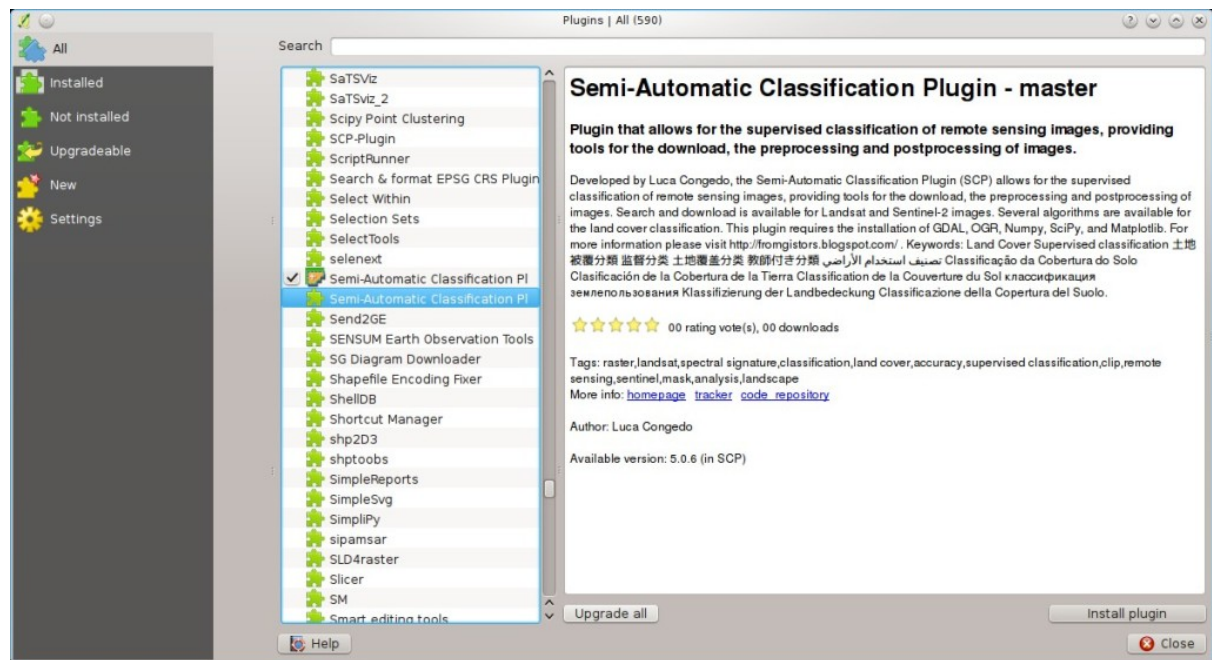 Plugins | All (590)
All
Installed
Not installed
Upgradeable
New
Settings
Search
SaTSViz
SaTSviz_2
Scipy Point Clustering
SCP-Plugin
ScriptRunner
Search & format EPSG CRS Plugin
Select Within
Selection Sets
SelectTools
selenext
Semi-Automatic Classification Pl
Semi-Automatic Classification Pl
Send2GE
SENSUM Earth Observation Tools
SG Diagram Downloader
Shapefile Encoding Fixer
ShellDB
Shortcut Manager
shp2D3
shptoobs
SimpleReports
SimpleSvg
SimpliPy
sipamsar
SLD4raster
Slicer
SM
Smart editing tools
Semi-Automatic Classification Plugin - master
Plugin that allows for the supervised classification of remote sensing images, providing
tools for the download, the preprocessing and postprocessing of images.
Developed by Luca Congedo, the Semi-Automatic Classification Plugin (SCP) allows for the supervised
classification of remote sensing images, providing tools for the download, the preprocessing and postprocessing of
images. Search and download is available for Landsat and Sentinel-2 images. Several algorithms are available for
the land cover classification. This plugin requires the installation of GDAL, OGR, Numpy, SciPy, and Matplotlib. For
more information please visit http://fromgistors.blogspot.com/ . Keywords: Land Cover Supervised classification 土地
被覆分類 监督分类 土地覆盖分类 教師付き分類 تصنيف استخدام الأراضي Classificação da Cobertura do Solo
Clasificación de la Cobertura de la Tierra Classification de la Couverture du Sol классификация
землепользования Klassifizierung der Landbedeckung Classificazione della Copertura del Suolo.
00 rating vote(s), 00 downloads
Tags: raster,landsat,spectral signature,classification,land cover,accuracy,supervised classification,clip,remote
sensing,sentinel,mask,analysis,landscape
More info: homepage tracker code repository
Author: Luca Congedo
Available version: 5.0.6 (in SCP)
Upgrade all
Install plugin
Help
Close